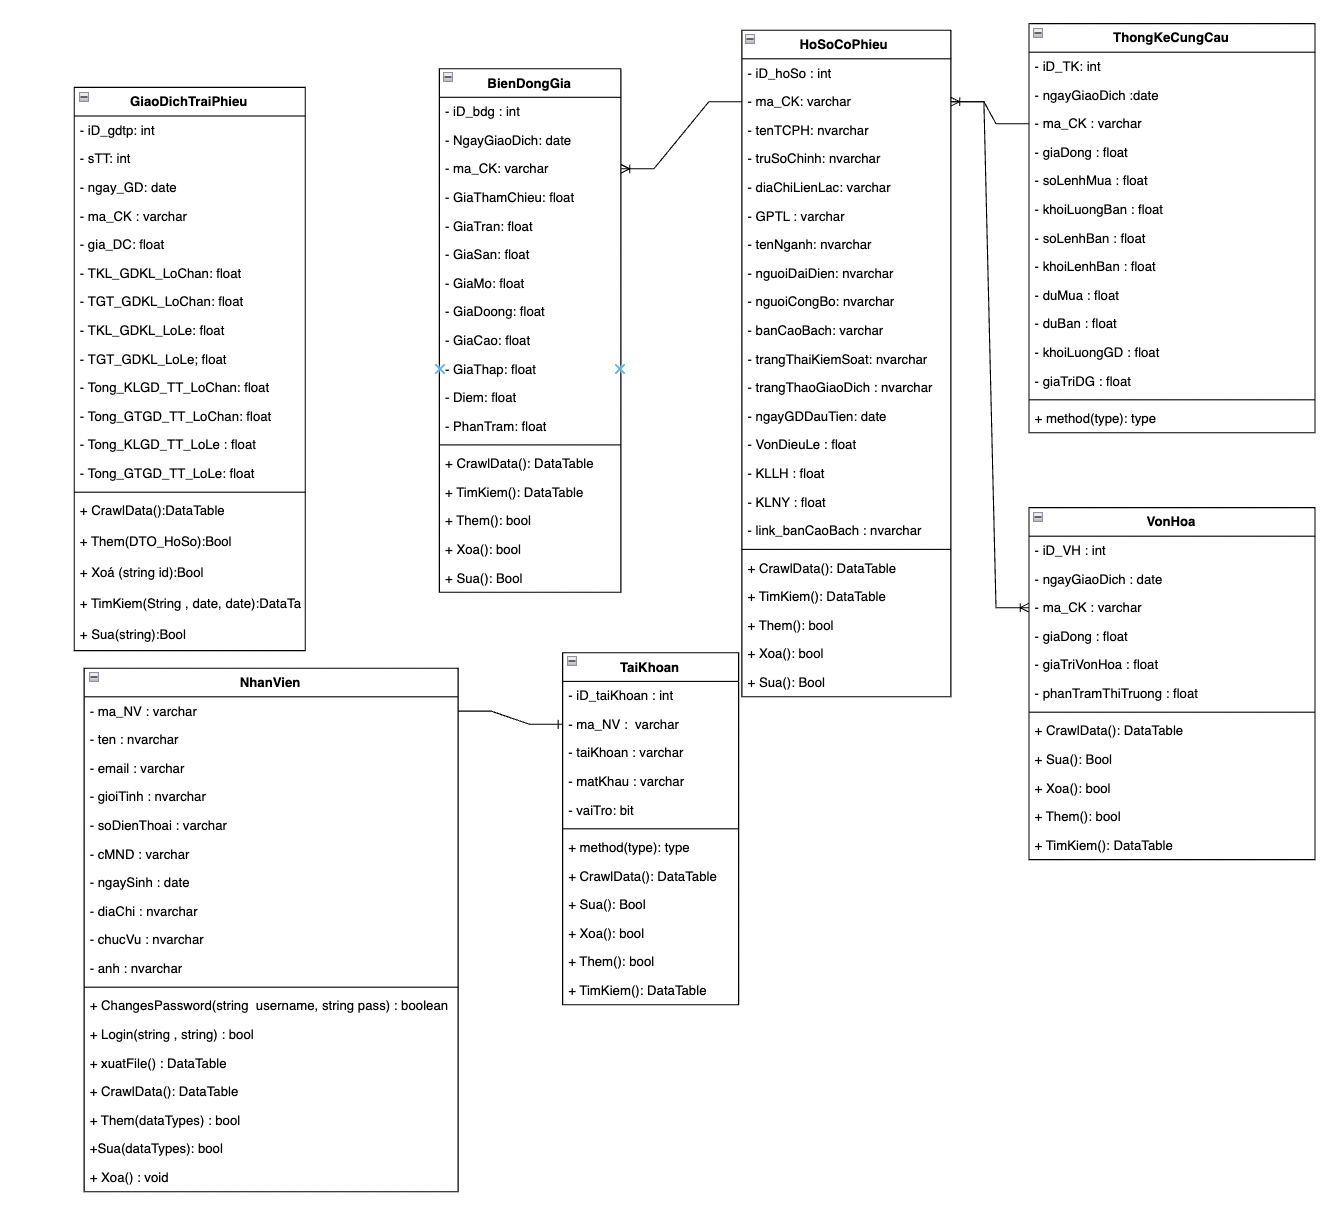 GiaoDichTraiPhieu
- iD_gdtp: int
- sTT: int
- ngay_GD: date
- ma_CK : varchar
- gia_DC: float
- TKL_GDKL_LoChan: float
- TGT_GDKL_LoChan: float
- TKL_GDKL_LoLe: float
- TGT_GDKL_LoLe; float
- Tong_KLGD_TT_LoChan: float
- Tong_GTGD_TT_LoChan: float
- Tong_KLGD_TT_LoLe : float
- Tong_GTGD_TT_LoLe: float
+ CrawlData():DataTable
+ Them(DTO_HoSo):Bool
+ Xoá (string id):Bool
+ TimKiem(String , date, date):DataTa
+ Sua(string):Bool
BienDongGia
- iD_bdg : int
- NgayGiaoDich: date
- ma_CK: varchar
- GiaThamChieu: float
- GiaTran: float
- GiaSan: float
- GiaMo: float
- GiaDoong: float
- GiaCao: float
- GiaThap: float
- Diem: float
- PhanTram: float
+ CrawlData(): DataTable
+ TimKiem(): DataTable
+ Them(): bool
+ Xoa(): bool
+ Sua(): Bool
HoSoCoPhieu
- iD_hoSo : int
- ma_CK: varchar
- tenTCPH: nvarchar
- truSoChinh: nvarchar
- diaChiLienLac: varchar
- GPTL : varchar
- tenNganh: nvarchar
- nguoiDaiDien: nvarchar
- nguoiCongBo: nvarchar
- banCaoBach: varchar
- trangThaiKiemSoat: nvarchar
- trangThaoGiaoDich : nvarchar
- ngayGDDauTien: date
- VonDieuLe : float
- KLLH : float
- KLNY : float
- link_banCaoBach : nvarchar
+ CrawlData(): DataTable
+ TimKiem(): DataTable
+ Them(): bool
+ Xoa(): bool
+ Sua(): Bool
ThongKeCungCau
- iD_TK: int
- ngayGiaoDich :date
- ma_CK : varchar
- giaDong : float
- soLenhMua : float
- khoiLuongBan : float
- soLenhBan : float
- khoiLenhBan : float
- duMua : float
- duBan : float
- khoiLuongGD : float
- giaTriDG : float
+ method(type): type
VonHoa
- iD_VH : int
- ngayGiaoDich : date
- ma_CK : varchar
- giaDong : float
- giaTriVonHoa : float
- phanTramThiTruong : float
+ CrawlData(): DataTable
+ Sua(): Bool
+ Xoa(): bool
+ Them(): bool
+ TimKiem(): DataTable
NhanVien
- ma_NV : varchar
- ten : nvarchar
- email : varchar
- gioiTinh : nvarchar
- soDienThoai : varchar
- cMND : varchar
- ngaySinh : date
- diaChi : nvarchar
- chucVu : nvarchar
- anh : nvarchar
+ ChangesPassword(string  username, string pass) : boolean
+ Login(string , string) : bool
+ xuatFile() : DataTable
+ CrawlData(): DataTable
+ Them(dataTypes) : bool
+Sua(dataTypes): bool
+ Xoa() : void
TaiKhoan
- iD_taiKhoan : int
- ma_NV :  varchar
- taiKhoan : varchar
- matKhau : varchar
- vaiTro: bit
+ method(type): type
+ CrawlData(): DataTable
+ Sua(): Bool
+ Xoa(): bool
+ Them(): bool
+ TimKiem(): DataTable